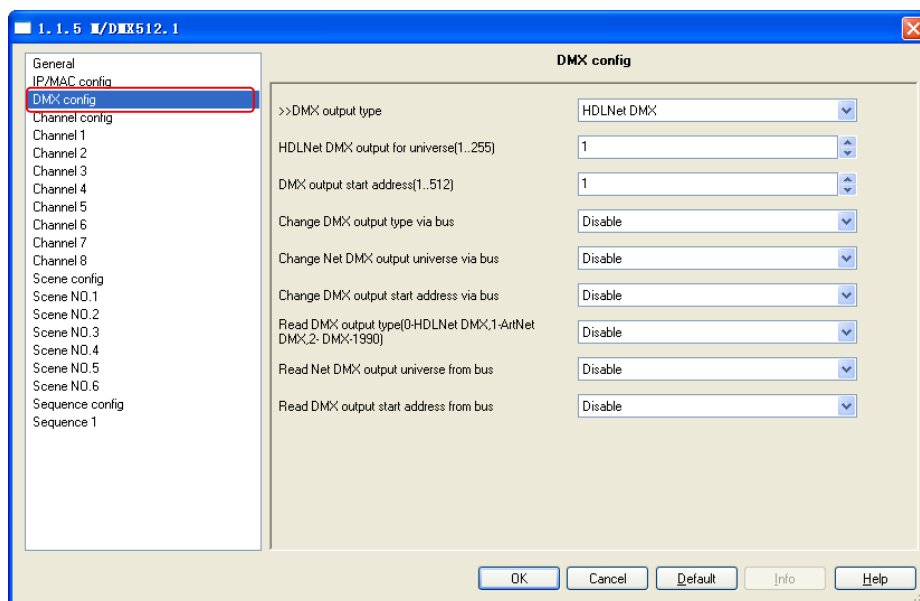 1.1.5 M/DMX512.1
General
IP/MAC config
DMX config
Channel config
Channel 1
Channel 2
Channel 3
Channel 4
Channel 5
Channel 6
Channel 7
Channel 8
Scene config
Scene NO.1
Scene NO.2
Scene NO.3
Scene NO.4
Scene NO.5
Scene NO.6
Sequence config
Sequence 1
DMX config
>>DMX output type
HDLNet DMX
HDLNet DMX output for universe(1..255)
1
DMX output start address(1..512)
1
Change DMX output type via bus
Disable
Change Net DMX output universe via bus
Disable
Change DMX output start address via bus
Disable
Read DMX output type(0-HDLNet DMX,1-ArtNet
DMX,2- DMX-1990)
Disable
Read Net DMX output universe from bus
Disable
Read DMX output start address from bus
Disable
OK
Cancel
Default
Info
Help